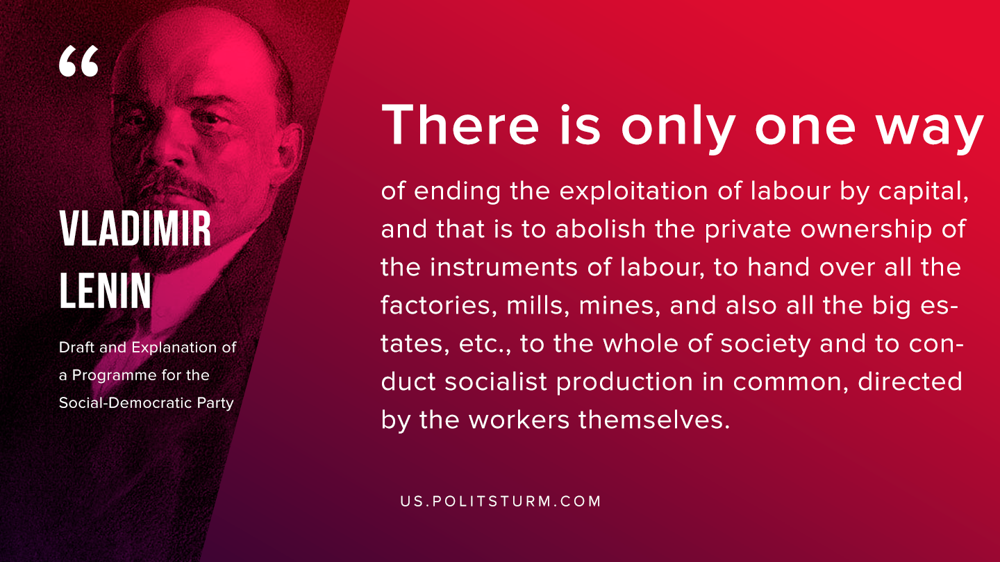 “
VLADIMIR
LENIN
Draft and Explanation of
a Programme for the
Social-Democratic Party
There is only one way
of ending the exploitation of labour by capital,
and that is to abolish the private ownership of
the instruments of labour, to hand over all the
factories, mills, mines, and also all the big es-
tates, etc., to the whole of society and to con-
duct socialist production in common, directed
by the workers themselves.
US.POLITSTURM.COM